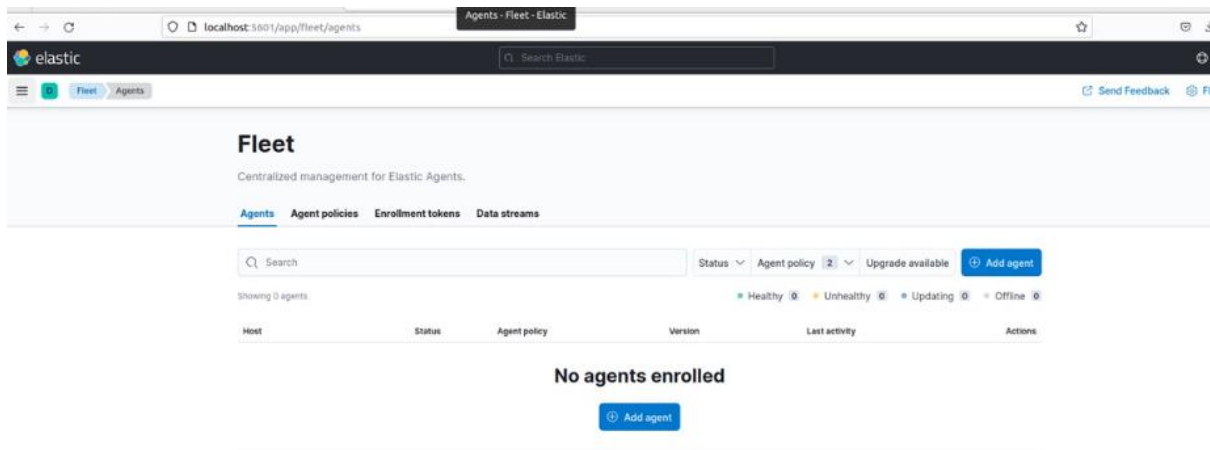 Agents - Fleet - Elastic
localhost:5601/app/fleet/agents
elastic
Search Elastic
D Fleet Agents
Send Feedback
Fleet
Centralized management for Elastic Agents.
Agents Agent policies Enrollment tokens Data streams
Search Status Agent policy 2 Upgrade available Add agent
Showing 0 agents Healthy 0 Unhealthy 0 Updating 0 Offline 0
Host Status Agent policy Version Last activity Actions
No agents enrolled
Add agent